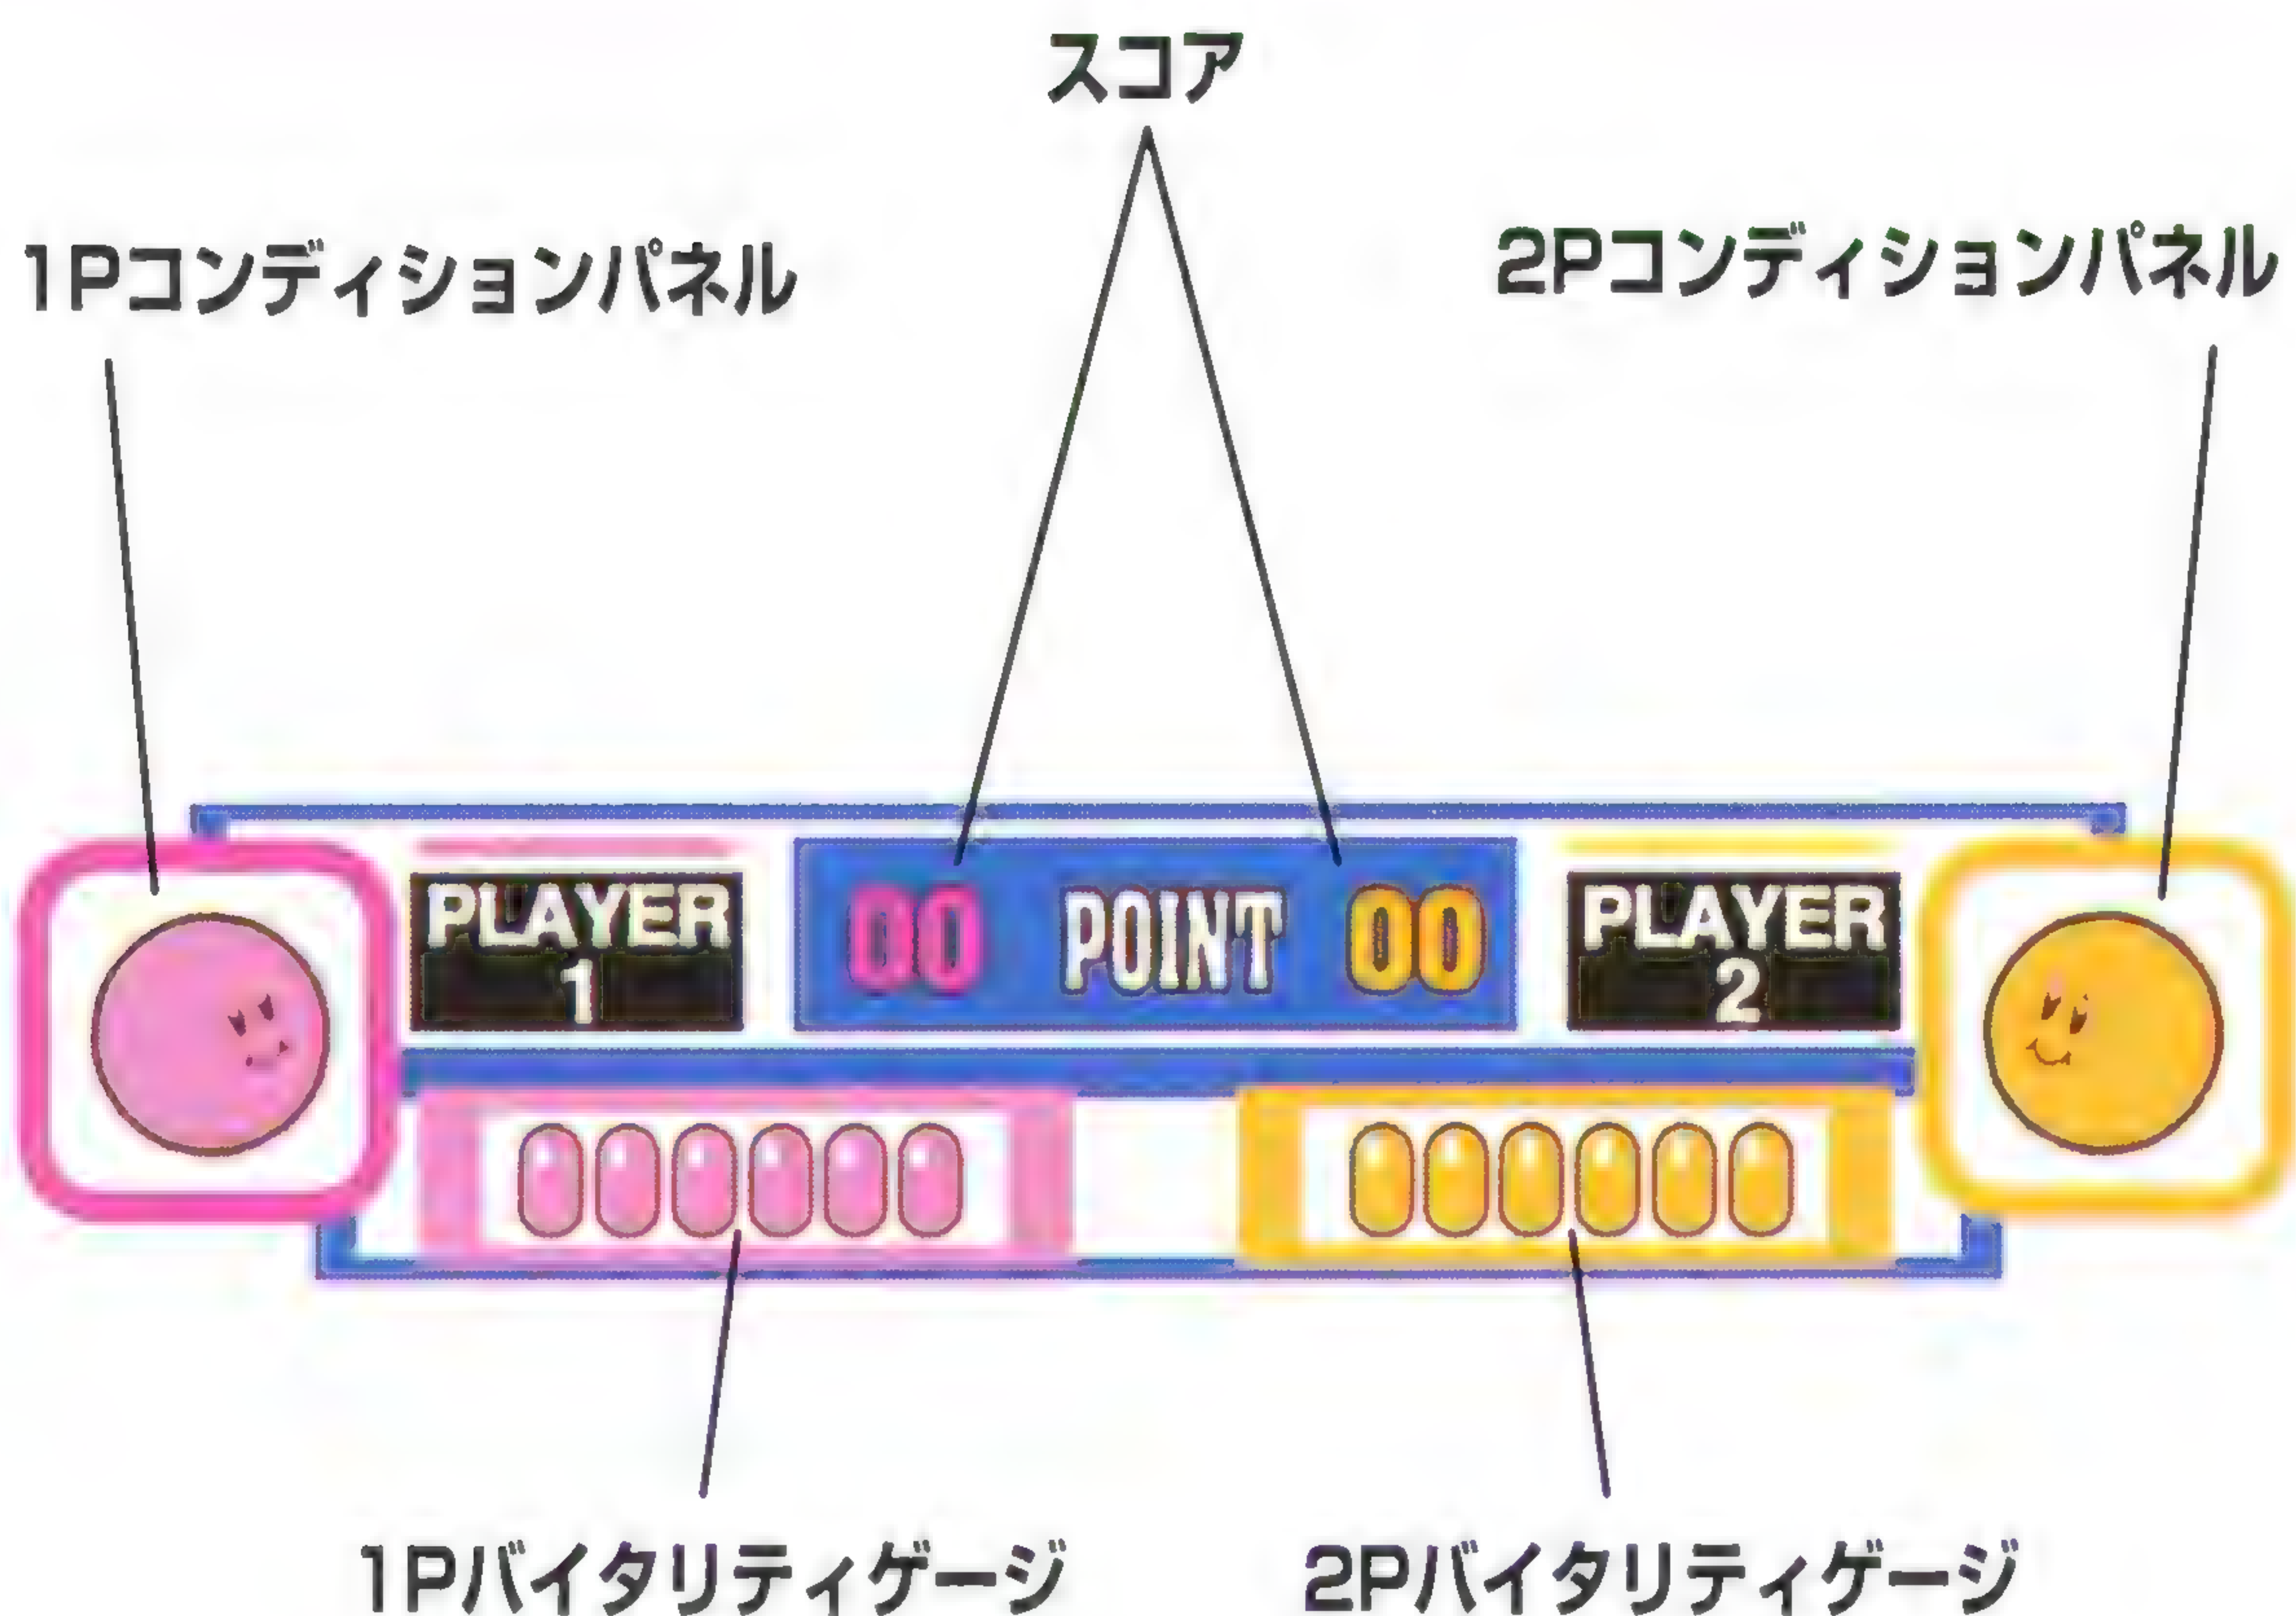 スコア
1Pコンディションパネル
2Pコンディションパネル
PLAYER
1
00 POINT 00
PLAYER
2
1Pバイタリティゲージ
2Pバイタリティゲージ